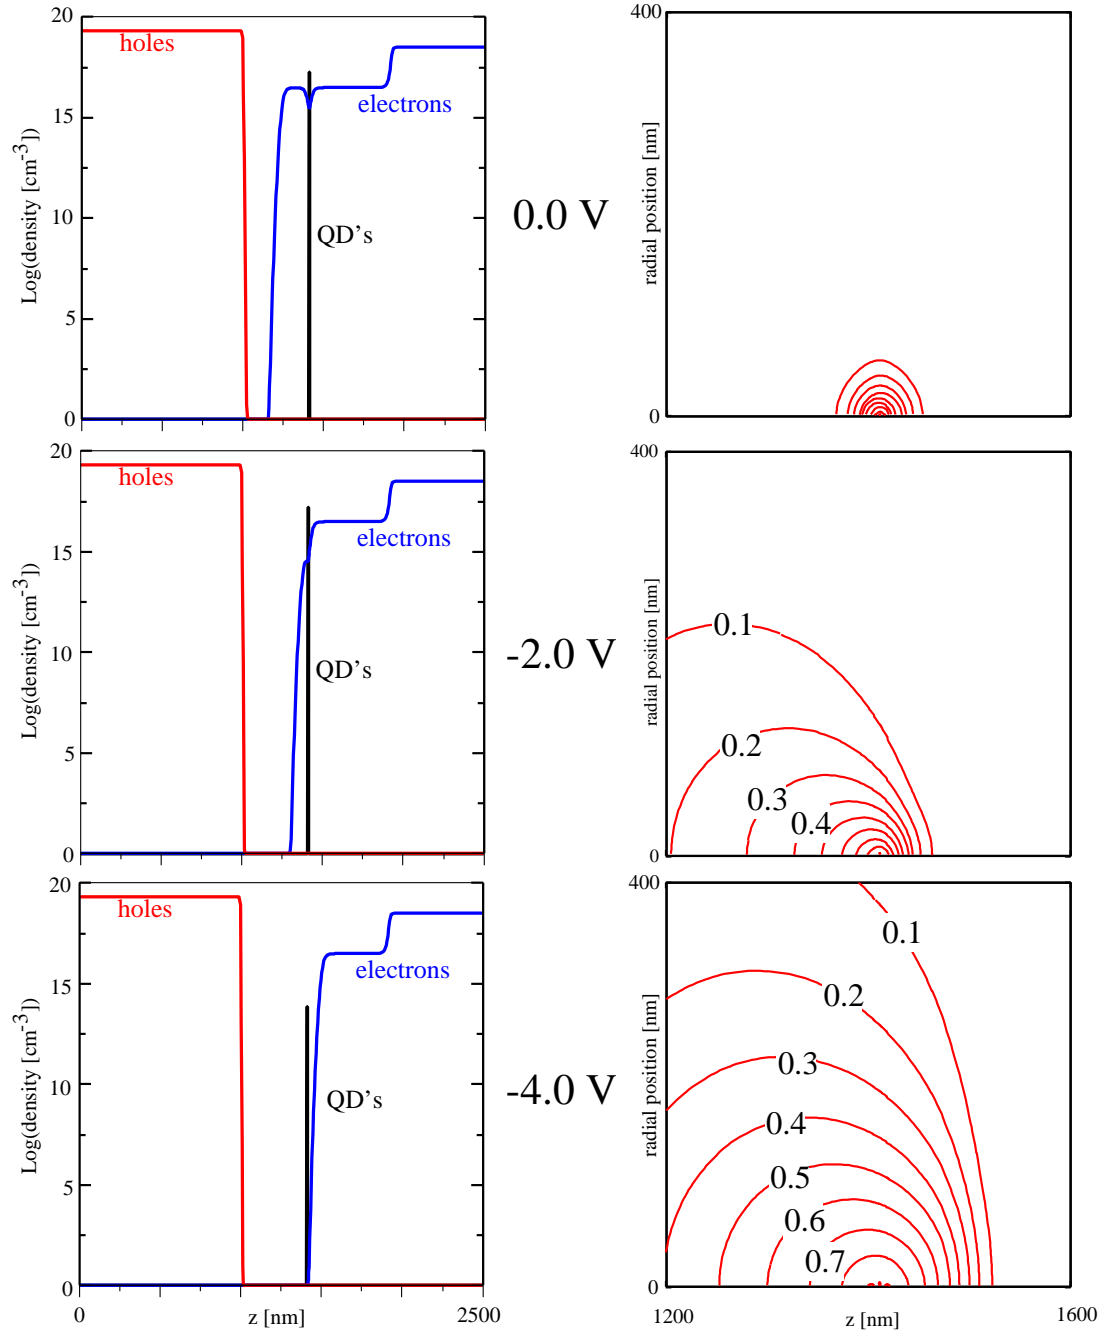 20
15
10
5
0
Log(density [cm-3])
holes
electrons
QD's
0.0 V
400
0
radial position [nm]
20
15
10
5
0
Log(density [cm-3])
holes
electrons
QD's
-2.0 V
400
0
radial position [nm]
0.1
0.2
0.3
0.4
20
15
10
5
0
Log(density [cm-3])
holes
electrons
QD's
0
z [nm]
2500
-4.0 V
400
0
radial position [nm]
0.1
0.2
0.3
0.4
0.5
0.6
0.7
1200
z [nm]
1600